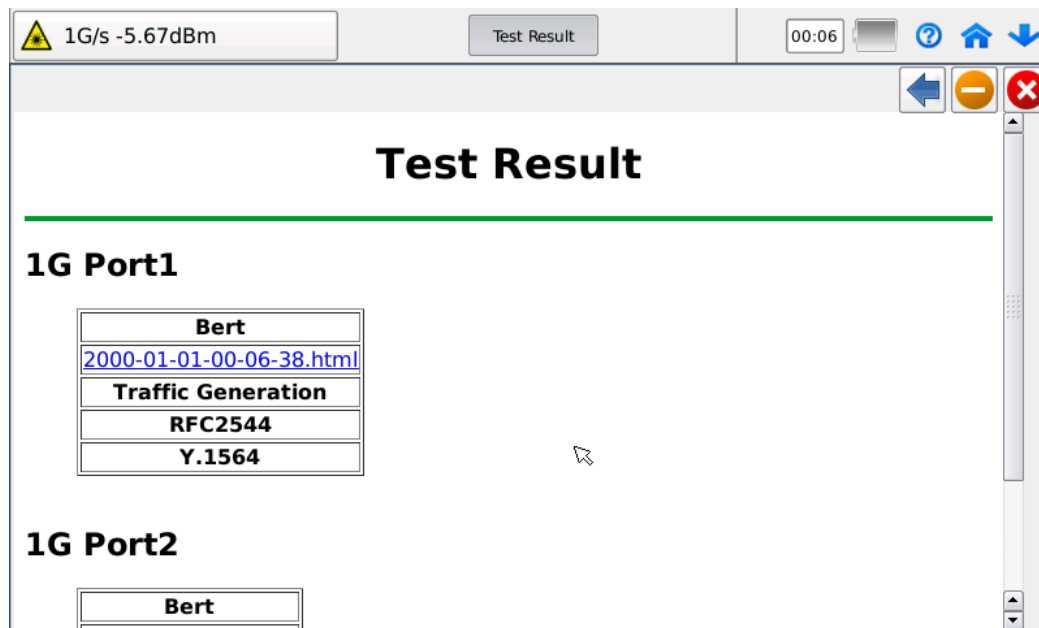 1G/s -5.67dBm
Test Result
00:06
Test Result
1G Port1
Bert
2000-01-01-00-06-38.html
Traffic Generation
RFC2544
Y.1564
1G Port2
Bert